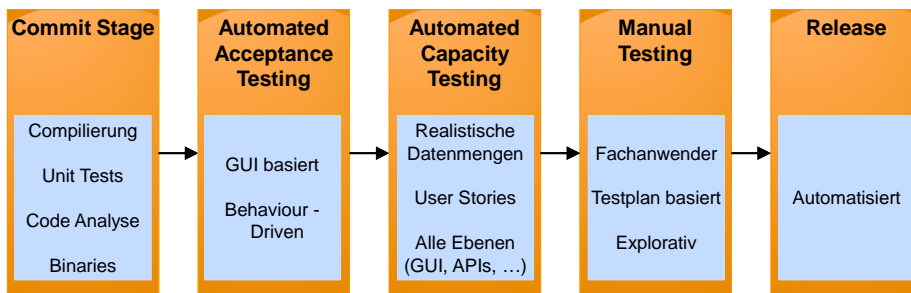 Commit Stage
Compilierung
Unit Tests
Code Analyse
Binaries
Automated
Acceptance
Testing
GUI basiert
Behaviour -
Driven
Automated
Capacity
Testing
Realistische
Datenmengen
User Stories
Alle Ebenen
(GUI, APIs, …)
Manual
Testing
Fachanwender
Testplan basiert
Explorativ
Release
Automatisiert